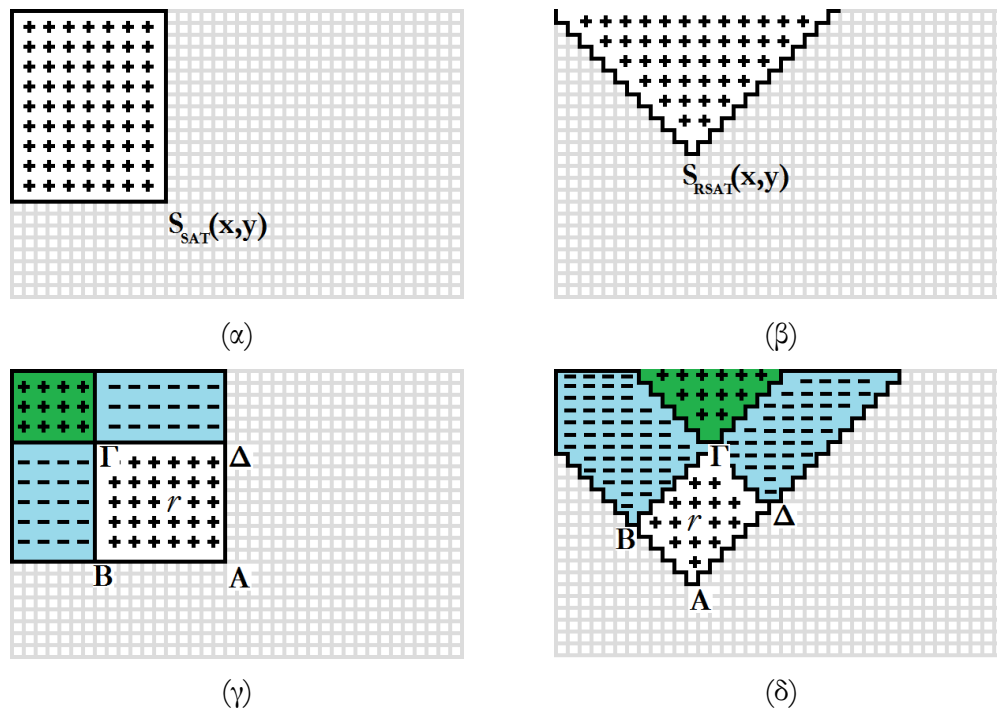 S_SAT(x,y)
S_RSAT(x,y)
(α)
(β)
Γ
Δ
r
B
A
Γ
Δ
r
B
A
(γ)
(δ)